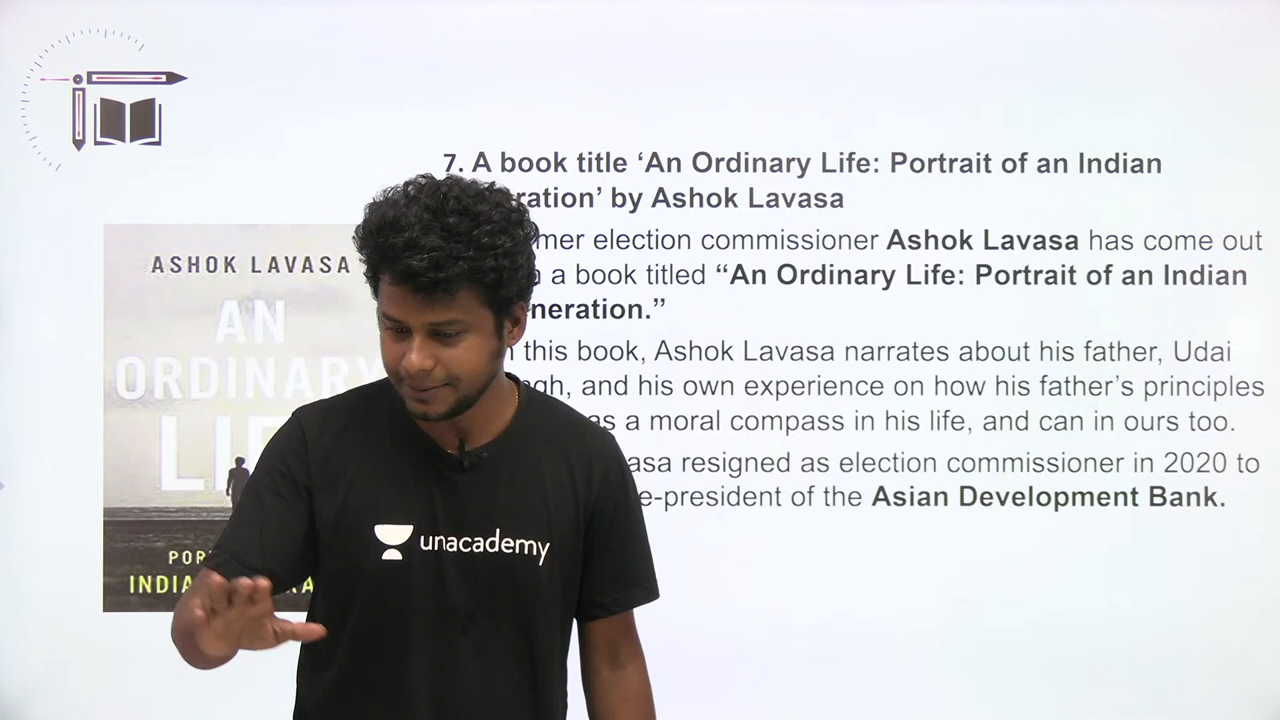 7. A book title ‘An Ordinary Life: Portrait of an Indian
ration’ by Ashok Lavasa
mer election commissioner Ashok Lavasa has come out
a book titled “An Ordinary Life: Portrait of an Indian
neration.”
this book, Ashok Lavasa narrates about his father, Udai
gh, and his own experience on how his father’s principles
as a moral compass in his life, and can in ours too.
asa resigned as election commissioner in 2020 to
e-president of the Asian Development Bank.
ASHOK LAVASA
AN
ORDINARY
LI
POR
INDIA
unacademy